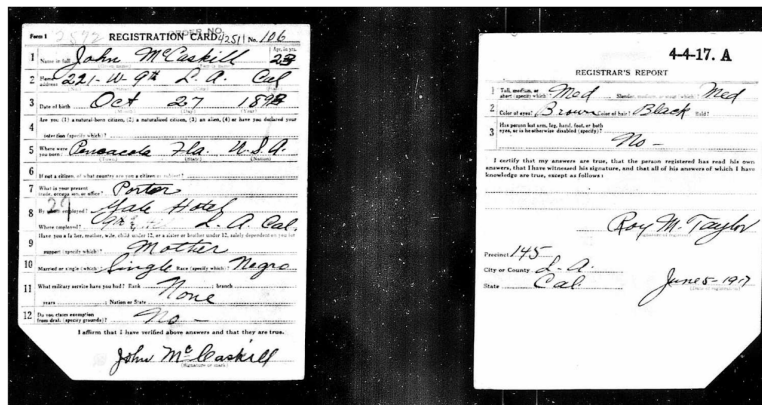 Form 1 2872 REGISTRATION CARD No. 106
1 Name in full John McCaskill Age, in yrs. 23
2 Home address 221-W 9th L.A. Cal
3 Date of birth Oct 27 1893
4 Are you (1) a natural-born citizen, (2) a naturalized citizen, (3) an alien, (4) or have you declared your
intention (specify which)?
5 Where were you born? Pensacola Fla. U.S.A.
(Town) (State) (Nation)
6 If not a citizen, of what country are you a citizen or subject?
7 What is your present trade, occupation, or office? Porter
8 By whom employed? Yale Hotel
Where employed? L.A. Cal.
9 Have you a father, mother, wife, child under 12, or a sister or brother under 12, solely dependent on you for
support (specify which)? Mother
10 Married or single (which)? Single Race (specify which)? Negro
11 What military service have you had? Rank None branch
years Nation or State
12 Do you claim exemption from draft (specify grounds)? No -
I affirm that I have verified above answers and that they are true.
John McCaskill
(Signature or mark)
4-4-17. A
REGISTRAR'S REPORT
1 Tall, medium, or short (specify which)? Med Slender, medium, or stout (which)? Med
2 Color of eyes? Brown Color of hair? Black Bald?
3 Has person lost arm, leg, hand, foot, or both eyes, or is he otherwise disabled (specify)?
No -
I certify that my answers are true, that the person registered has read his own
answers, that I have witnessed his signature, and that all of his answers of which I have
knowledge are true, except as follows:
Roy M. Taylor
Precinct 145
City or County L.A.
State Cal. June 5-1917
(Date of registration)